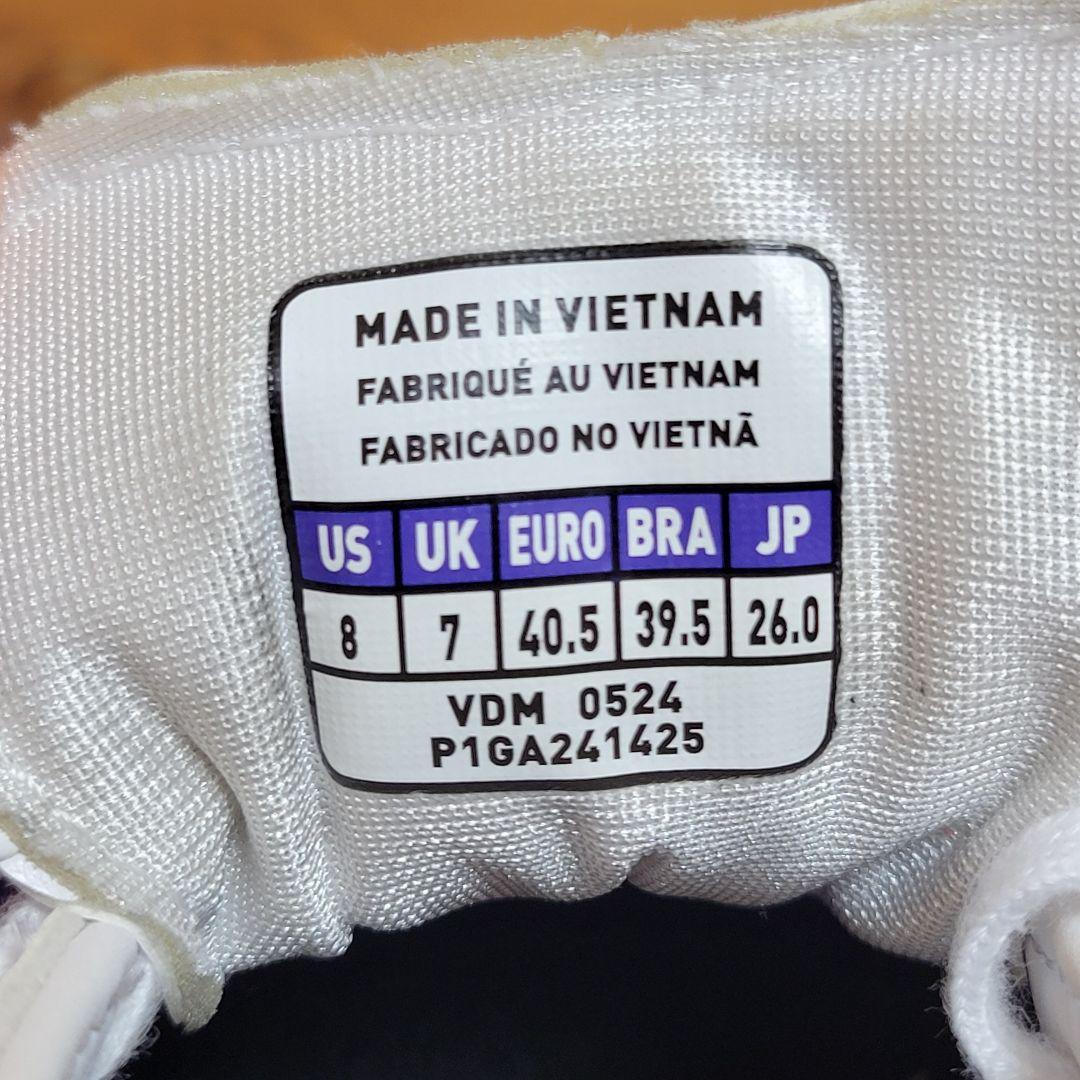 MADE IN VIETNAM
FABRIQUÉ AU VIETNAM
FABRICADO NO VIETNÃ
US UK EURO BRA JP
8 7 40.5 39.5 26.0
VDM 0524
P1GA241425